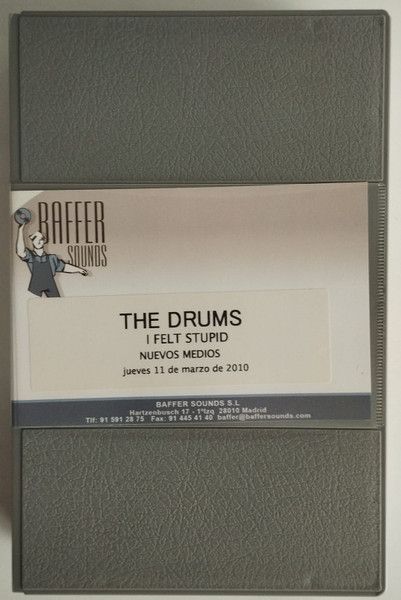 BAFFER
SOUNDS
THE DRUMS
I FELT STUPID
NUEVOS MEDIOS
jueves 11 de marzo de 2010
BAFFER SOUNDS S.L
Hartzenbusch 17 - 1ºIzq 28010 Madrid
Tlf: 91 591 28 75 Fax: 91 445 41 40 baffer@baffersounds.com